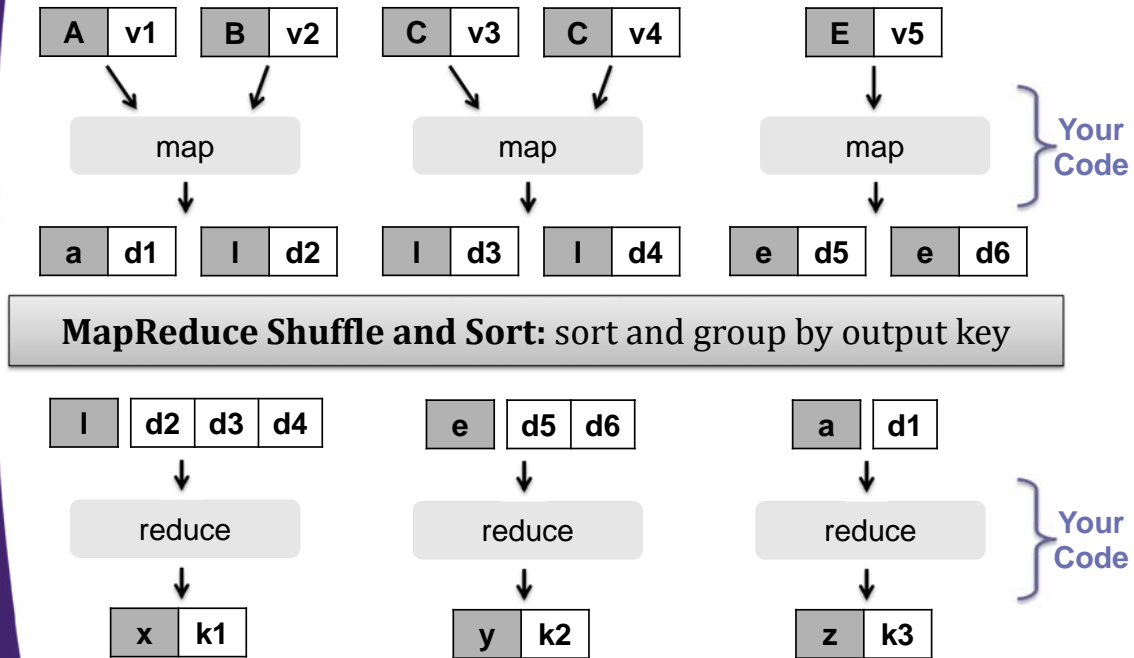 A v1 B v2 C v3 C v4 E v5
map map map
Your
Code
a d1 l d2 l d3 l d4 e d5 e d6
MapReduce Shuffle and Sort: sort and group by output key
l d2 d3 d4 e d5 d6 a d1
reduce reduce reduce
Your
Code
x k1 y k2 z k3